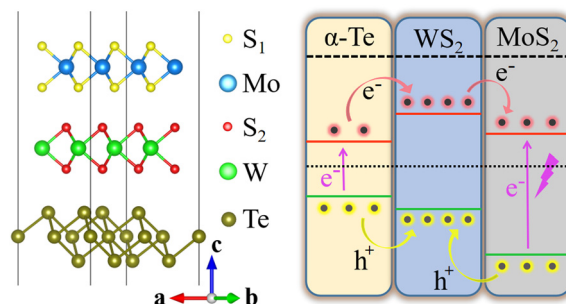 S₁
Mo
S₂
W
Te
c
a
b
α-Te
WS₂
MoS₂
e⁻
e⁻
e⁻
e⁻
h⁺
h⁺